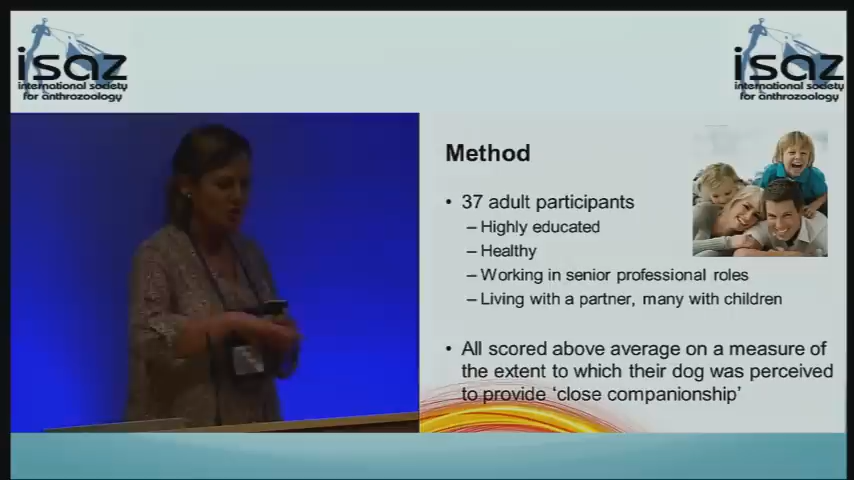 isaz
international society
for anthrozoology
isaz
international society
for anthrozoology
Method
• 37 adult participants
– Highly educated
– Healthy
– Working in senior professional roles
– Living with a partner, many with children
• All scored above average on a measure of
the extent to which their dog was perceived
to provide ‘close companionship’